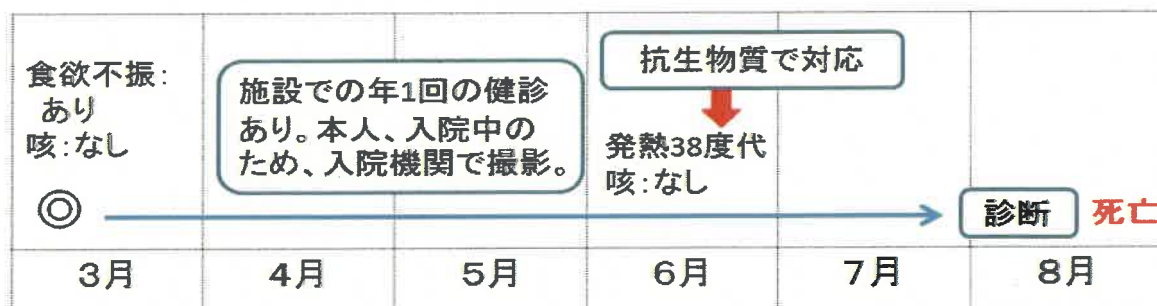 食欲不振：
あり
咳：なし
◎
施設での年1回の健診
あり。本人、入院中の
ため、入院機関で撮影。
抗生物質で対応
発熱38度代
咳：なし
診断
死亡
3月
4月
5月
6月
7月
8月